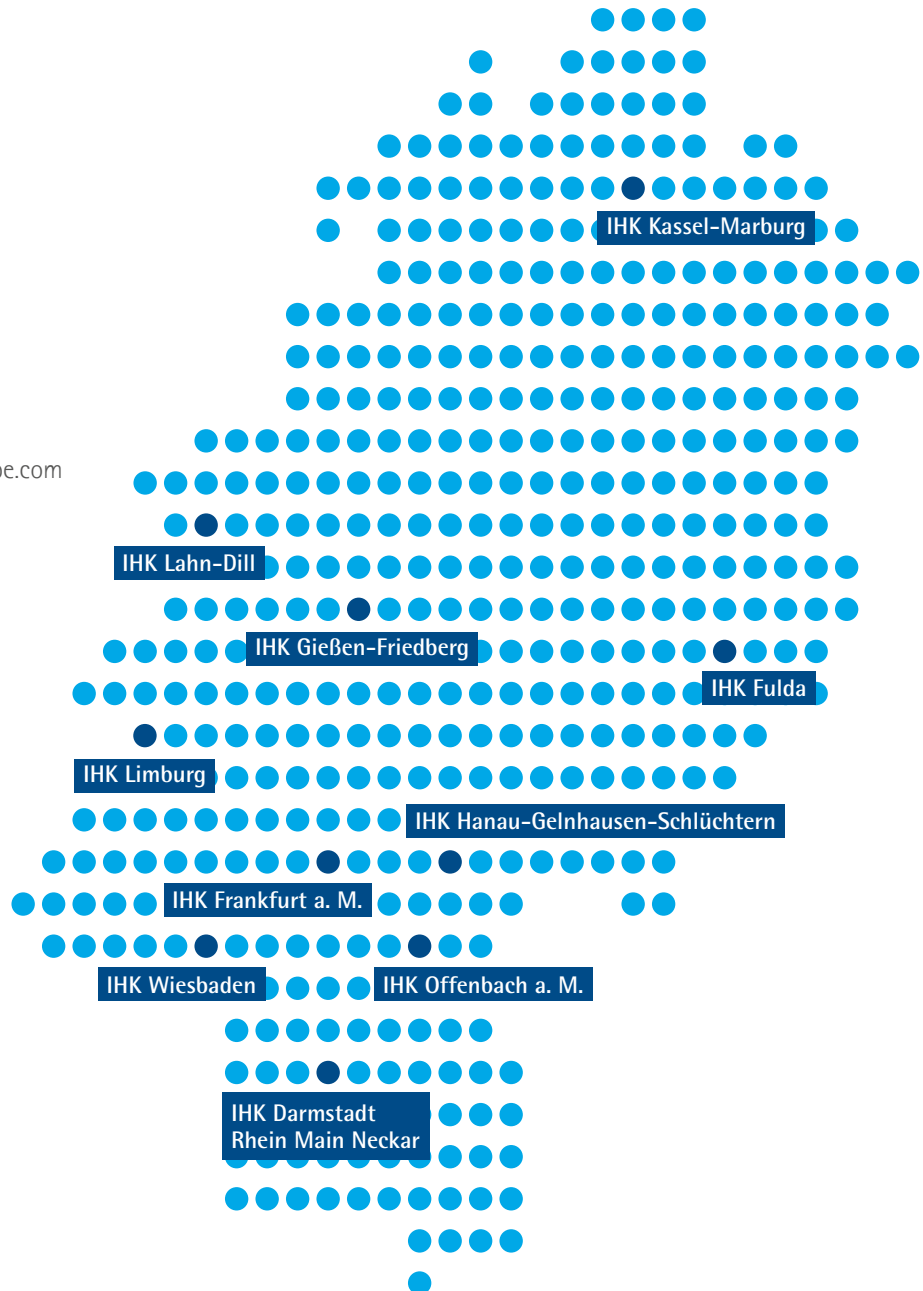 IHK Kassel-Marburg
IHK Lahn-Dill
IHK Gießen-Friedberg
IHK Fulda
IHK Limburg
IHK Hanau-Gelnhausen-Schlüchtern
IHK Frankfurt a. M.
IHK Wiesbaden
IHK Offenbach a. M.
IHK Darmstadt
Rhein Main Neckar